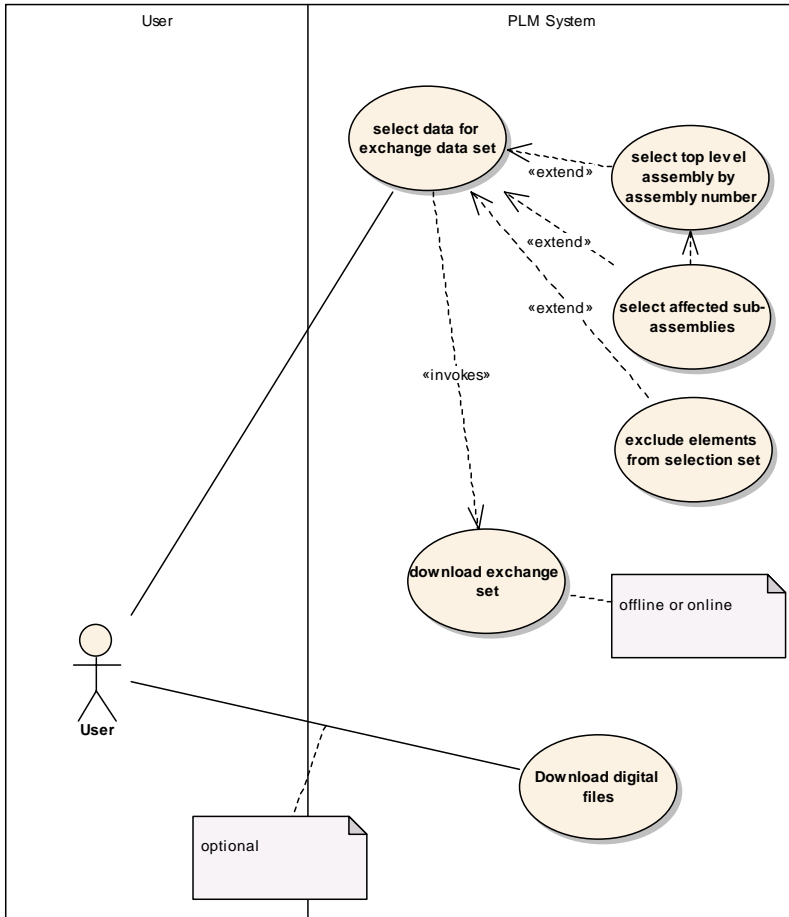 User
PLM System
select data for
exchange data set
select top level
assembly by
assembly number
«extend»
«extend»
select affected sub-
assemblies
«extend»
«invokes»
exclude elements
from selection set
download exchange
set
offline or online
User
Download digital
files
optional